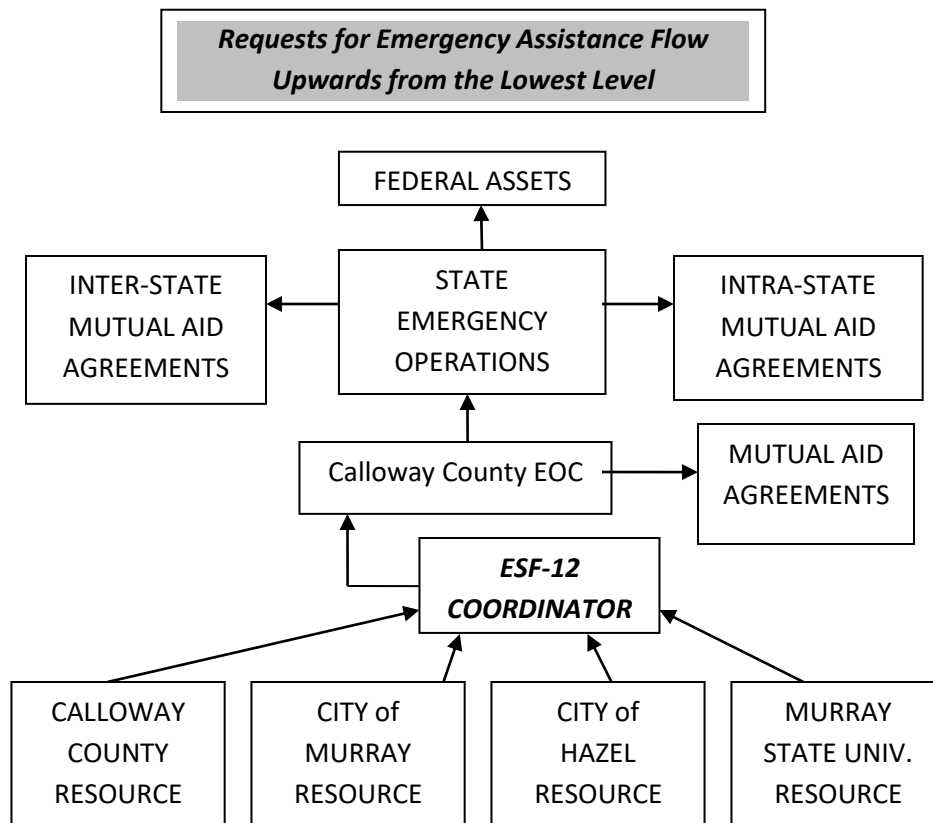 Requests for Emergency Assistance Flow
Upwards from the Lowest Level
FEDERAL ASSETS
INTER-STATE
MUTUAL AID
AGREEMENTS
STATE
EMERGENCY
OPERATIONS
INTRA-STATE
MUTUAL AID
AGREEMENTS
Calloway County EOC
MUTUAL AID
AGREEMENTS
ESF-12
COORDINATOR
CALLOWAY
COUNTY
RESOURCE
CITY of
MURRAY
RESOURCE
CITY of
HAZEL
RESOURCE
MURRAY
STATE UNIV.
RESOURCE